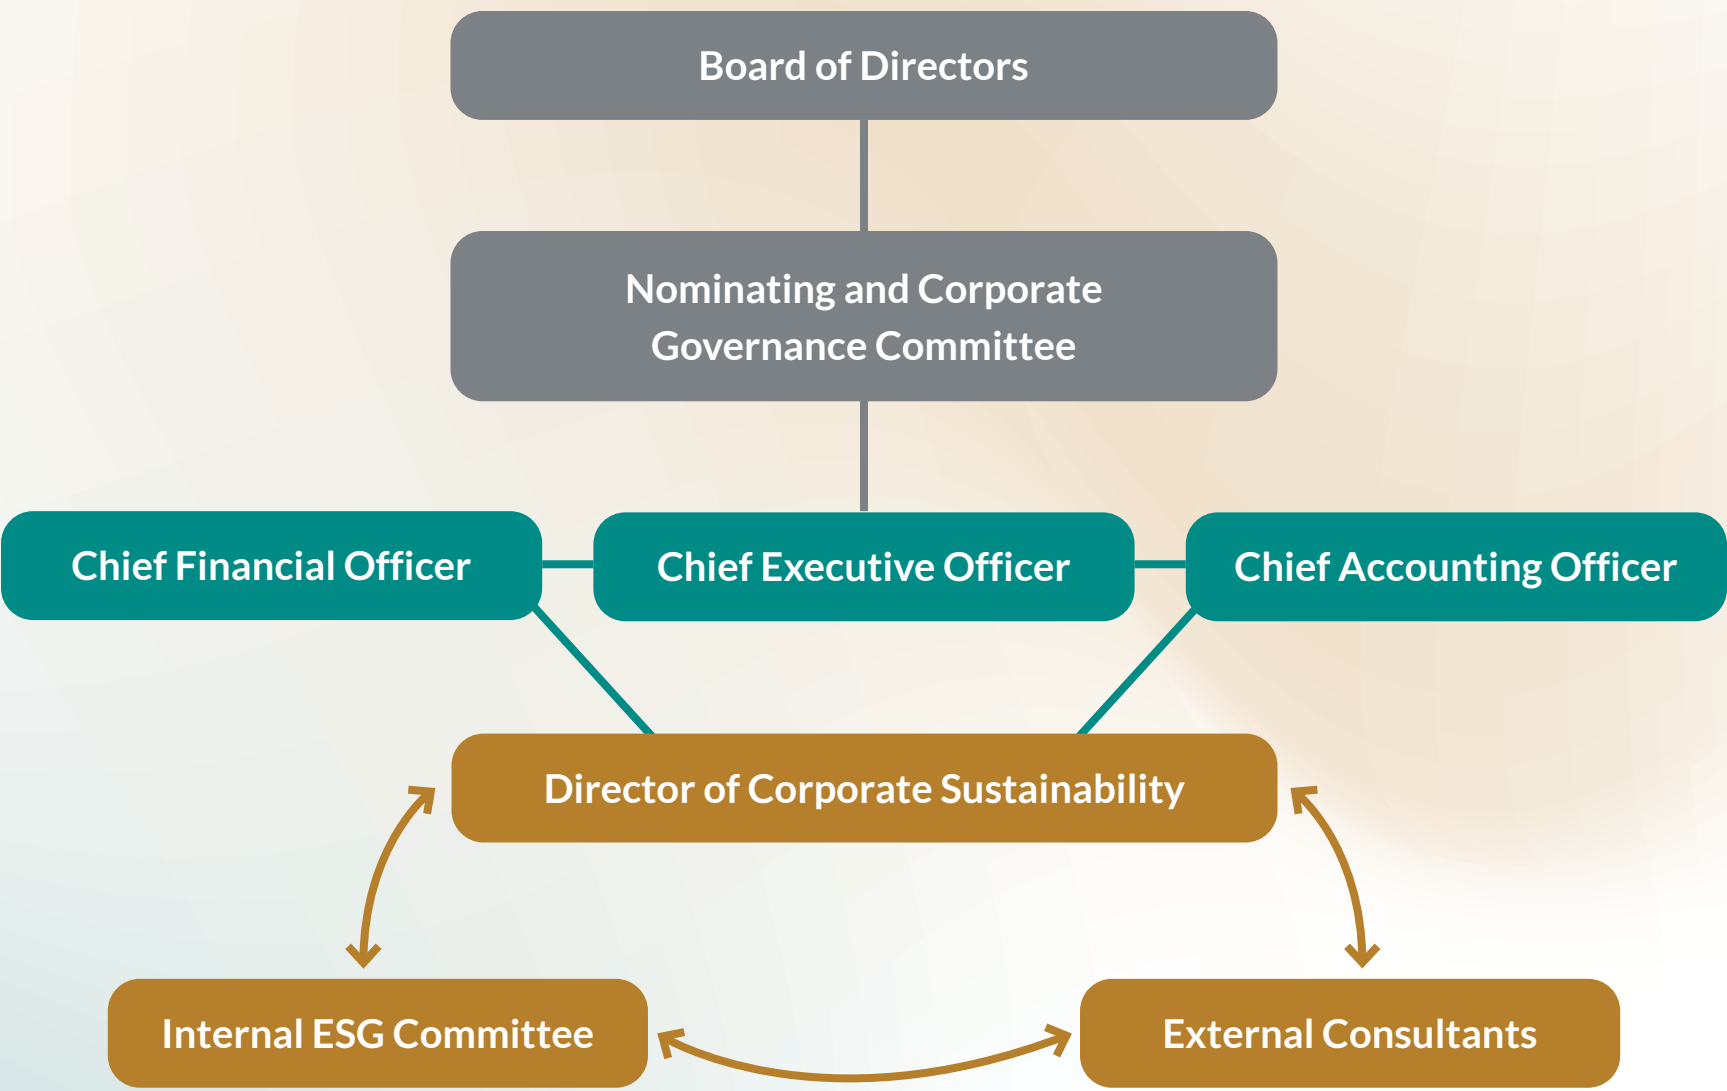 Board of Directors
Nominating and Corporate
Governance Committee
Chief Financial Officer
Chief Executive Officer
Chief Accounting Officer
Director of Corporate Sustainability
Internal ESG Committee
External Consultants